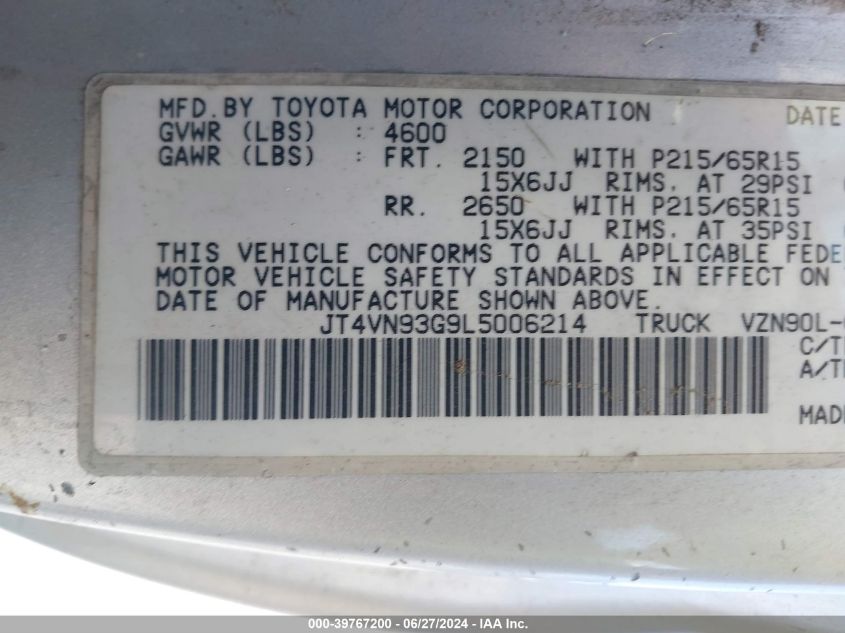 MFD.BY TOYOTA MOTOR CORPORATION DATE
GVWR (LBS) : 4600
GAWR (LBS) : FRT. 2150 WITH P215/65R15
15X6JJ RIMS. AT 29PSI
RR. 2650 WITH P215/65R15
15X6JJ RIMS. AT 35PSI
THIS VEHICLE CONFORMS TO ALL APPLICABLE FEDE
MOTOR VEHICLE SAFETY STANDARDS IN EFFECT ON
DATE OF MANUFACTURE SHOWN ABOVE.
JT4VN93G9L5006214 TRUCK VZN90L-
C/T
A/T
MADE
000-39767200 - 06/27/2024 - IAA Inc.